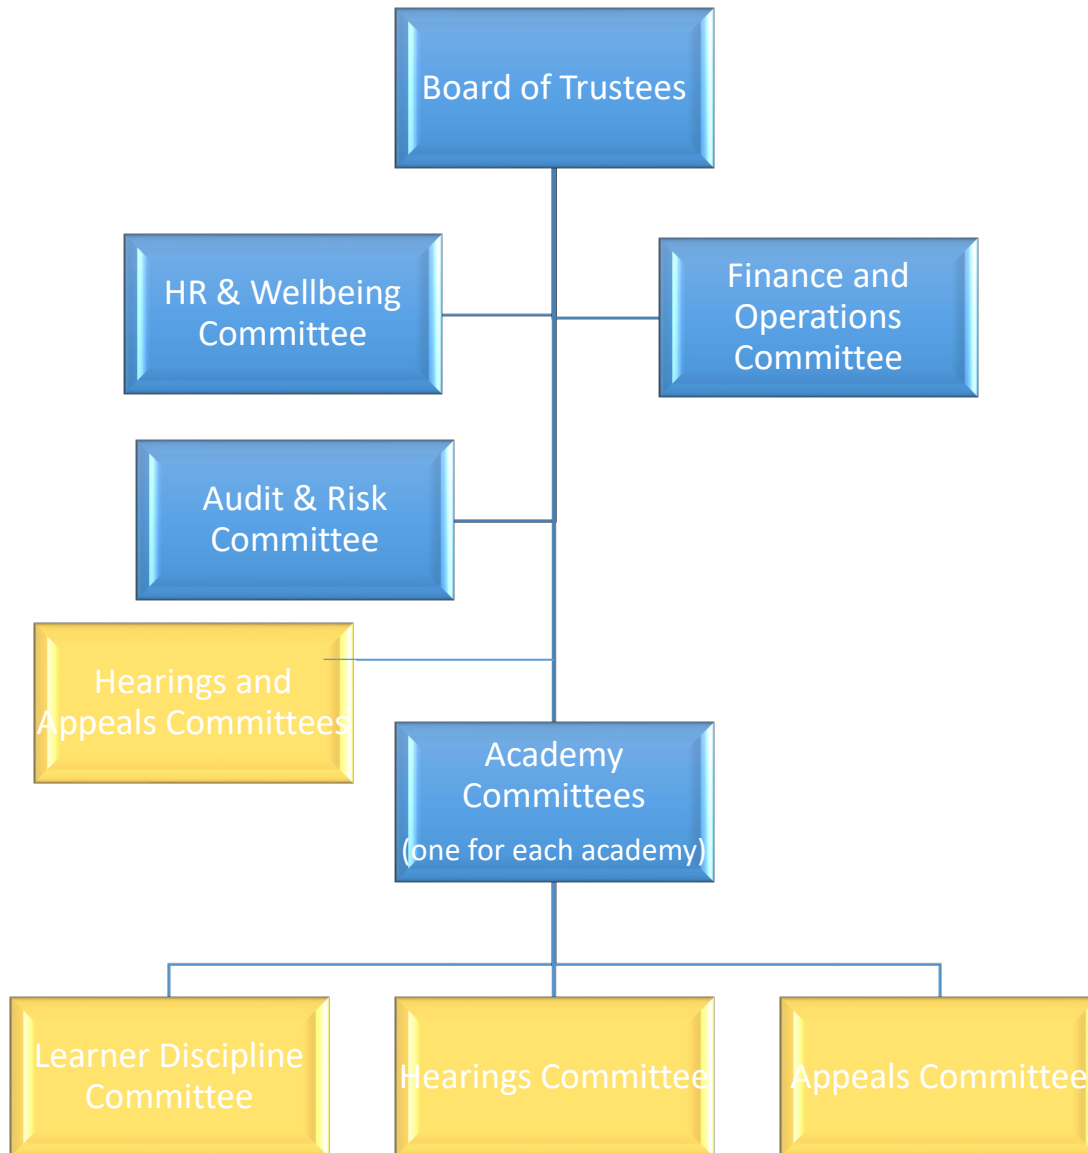 Board of Trustees
HR & Wellbeing
Committee
Finance and
Operations
Committee
Audit & Risk
Committee
Hearings and
Appeals Committees
Academy
Committees
(one for each academy)
Learner Discipline
Committee
Hearings Committee
Appeals Committee